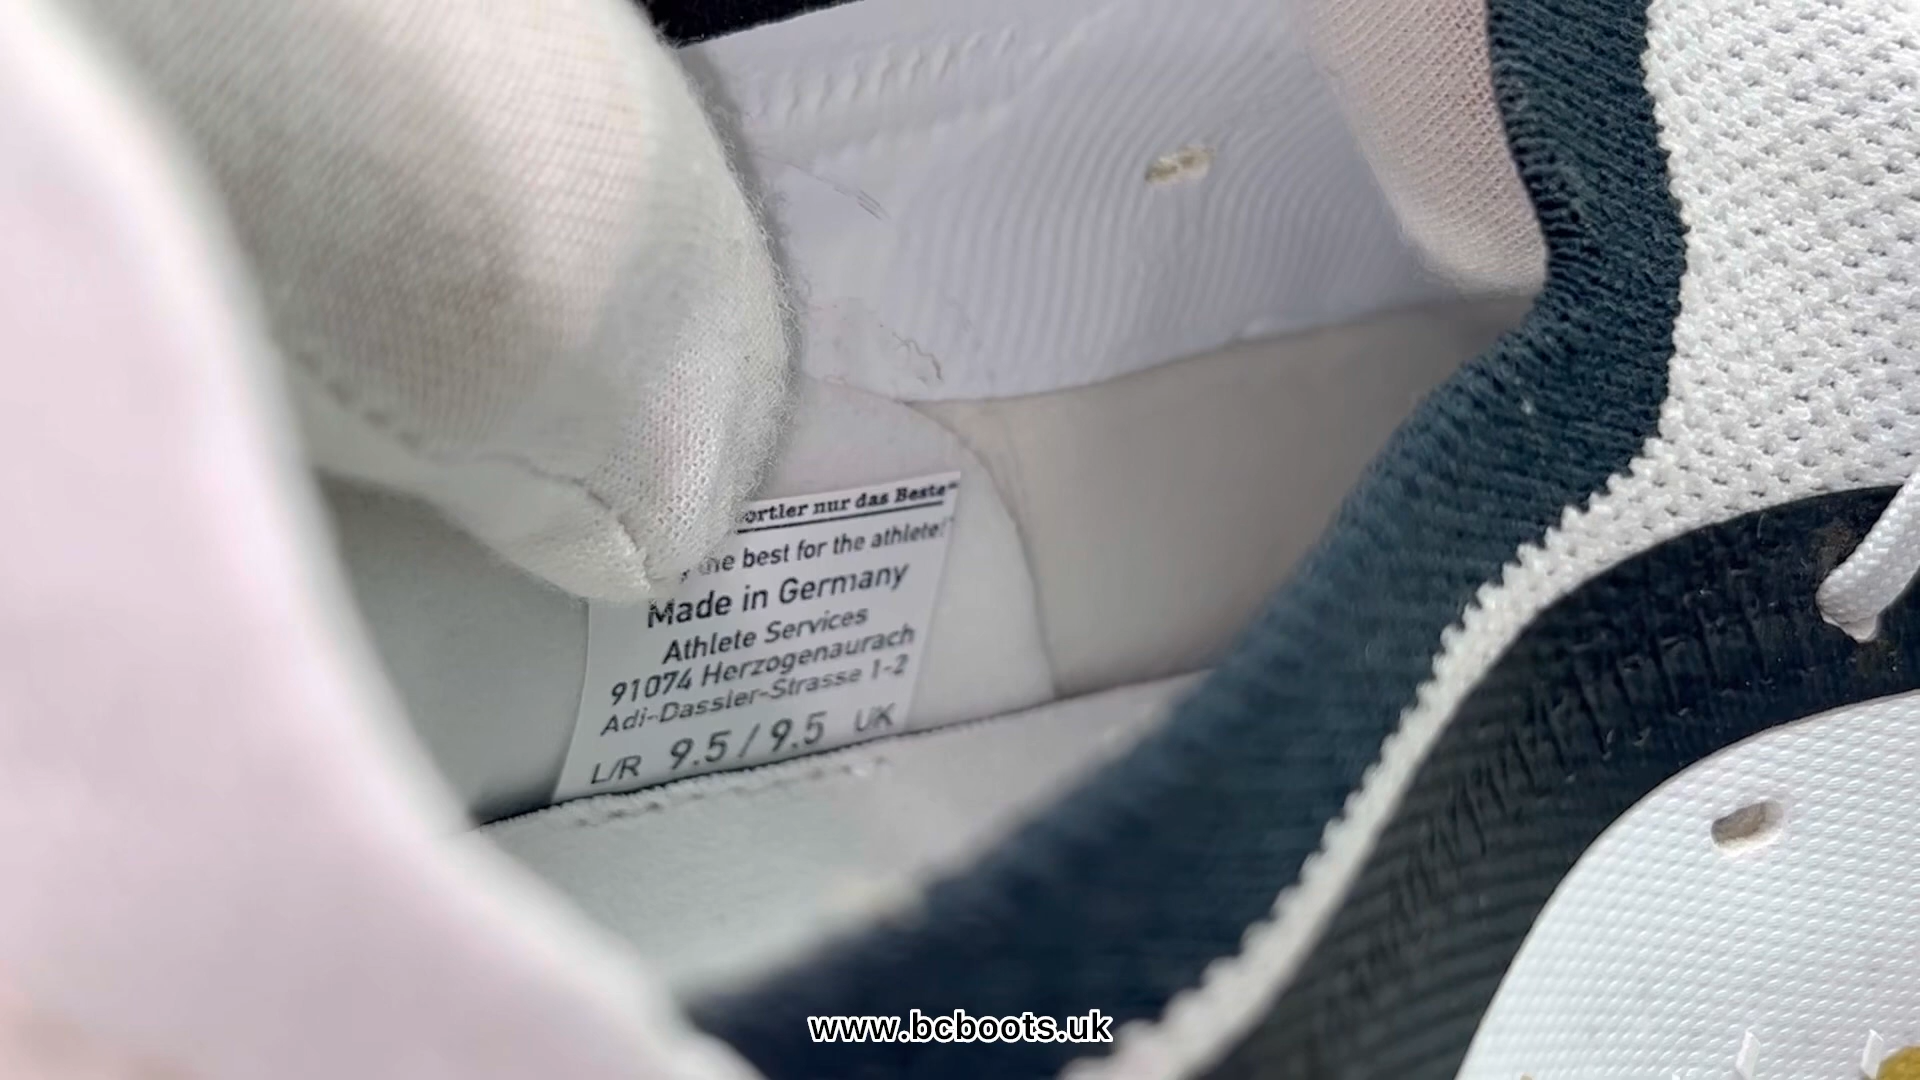 ortler nur das Beste"
he best for the athlete!"
Made in Germany
Athlete Services
91074 Herzogenaurach
Adi-Dassler-Strasse 1-2
L/R 9.5 / 9.5 UK
www.bcboots.uk